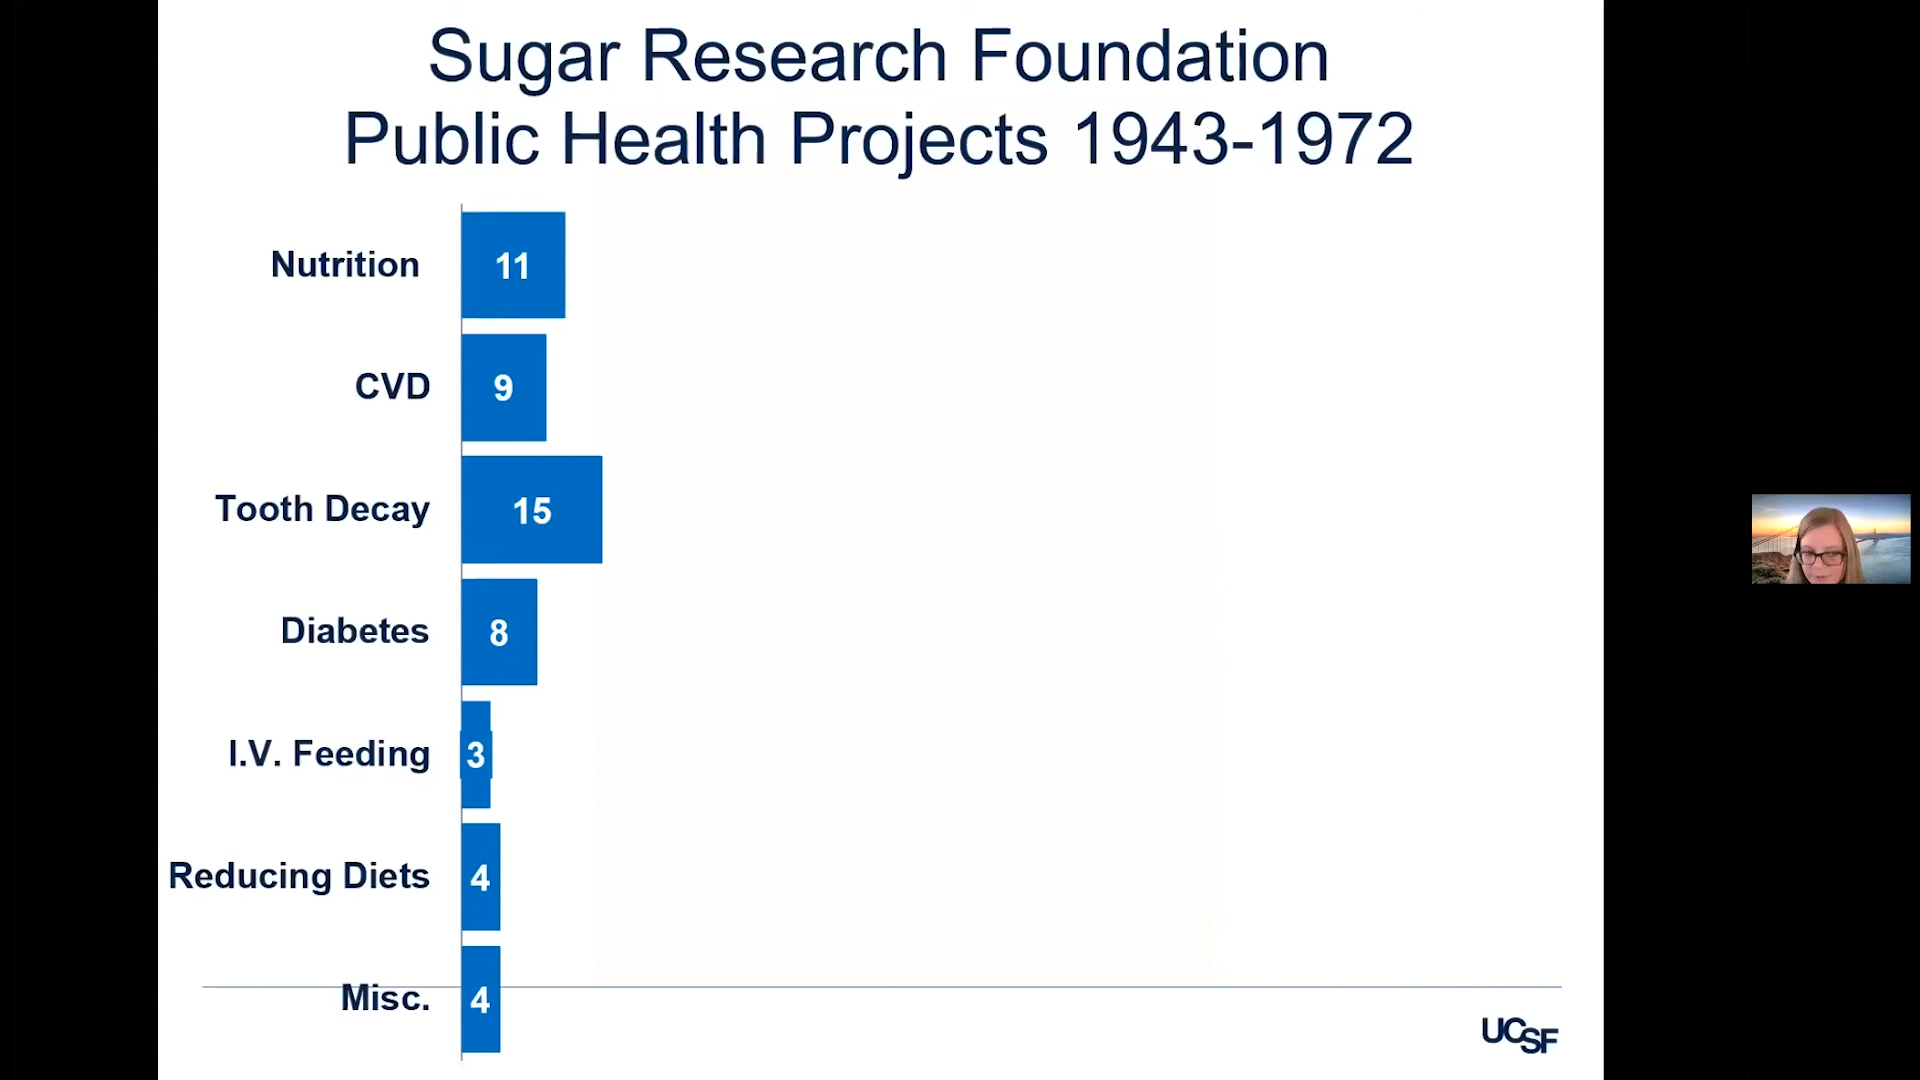 Sugar Research Foundation
Public Health Projects 1943-1972
Nutrition 11
CVD 9
Tooth Decay 15
Diabetes 8
I.V. Feeding 3
Reducing Diets 4
Misc. 4
UCSF